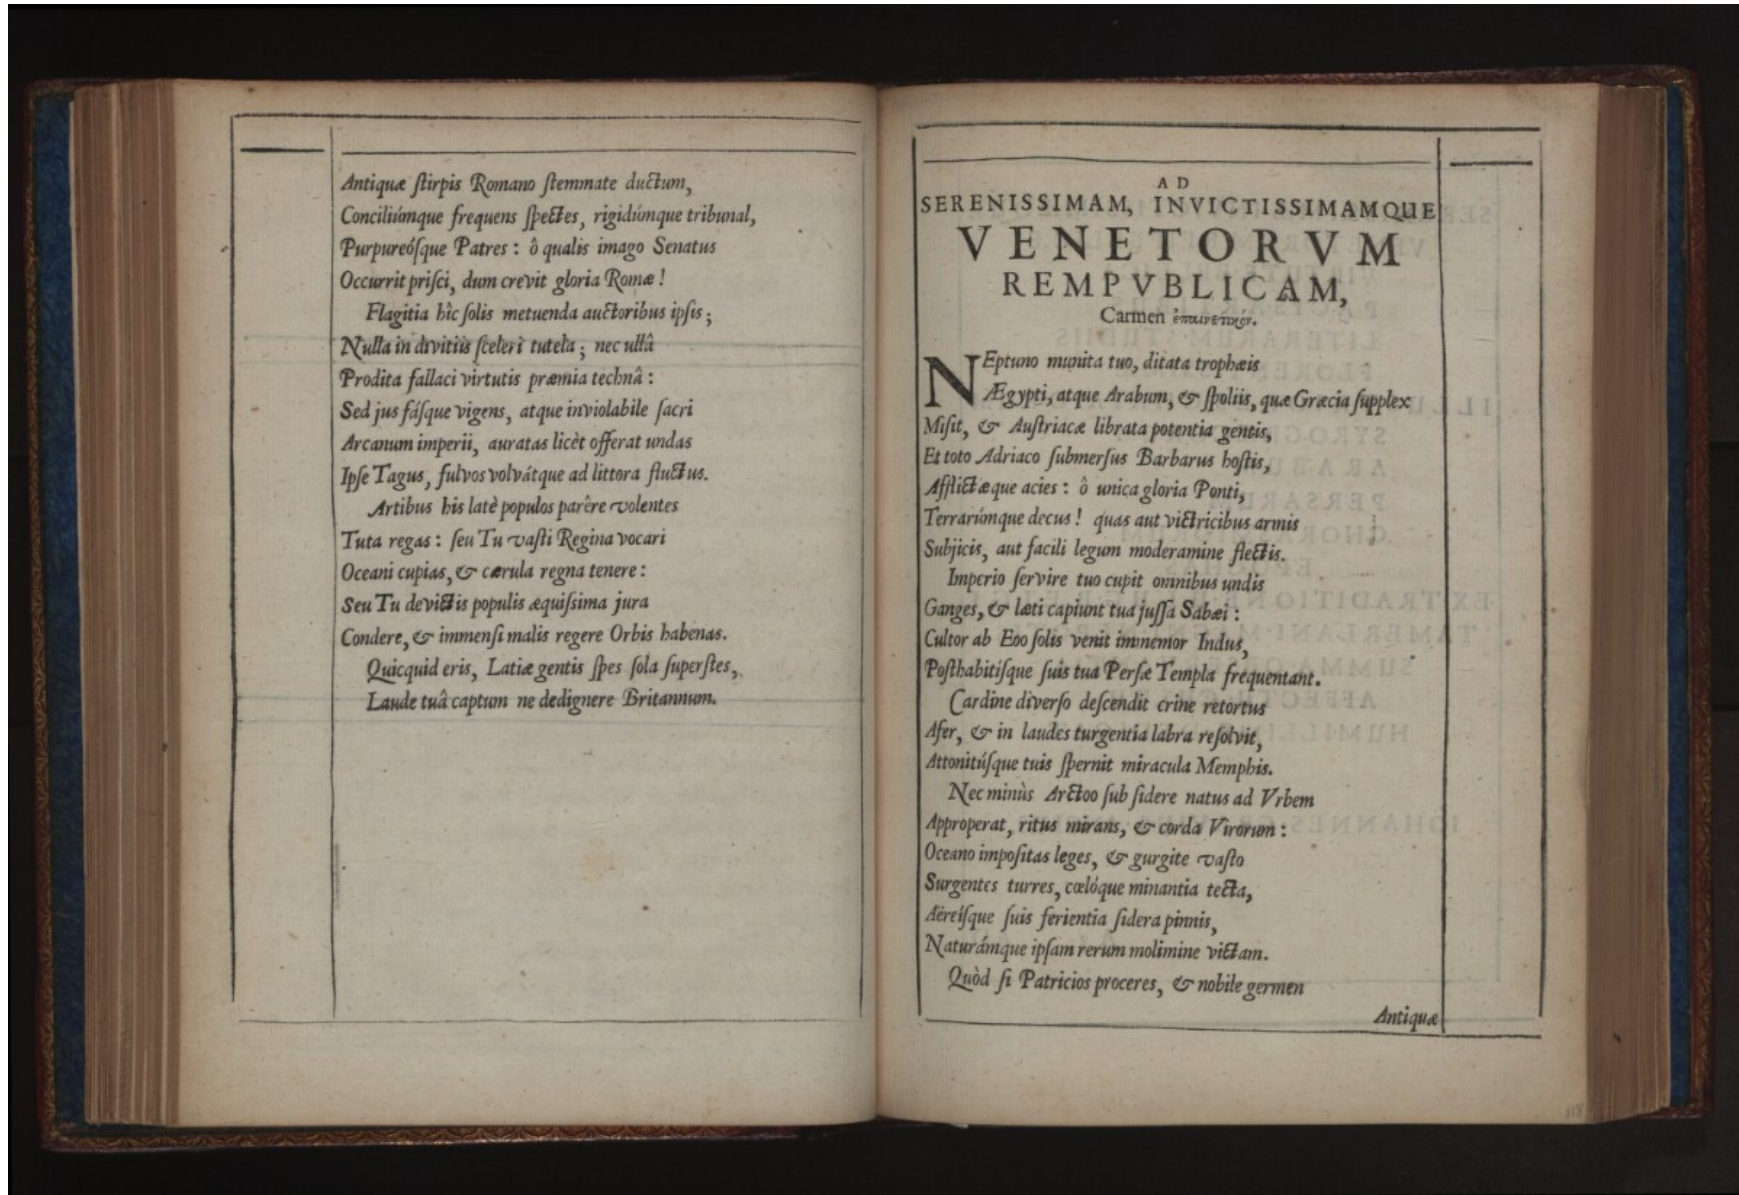 Antiquæ ſtirpis Romano ſtemmate ductum,
Conciliúmque frequens ſpectes, rigidúmque tribunal,
Purpureóſque Patres : ô qualis imago Senatus
Occurrit priſci, dum crevit gloria Romæ !
Flagitia hîc ſolis metuenda auctoribus ipſis ;
Nulla in divitiis ſceleri tutela ; nec ullâ
Prodita fallaci virtutis præmia technâ :
Sed jus fáſque vigens, atque inviolabile ſacri
Arcanum imperii, auratas licèt offerat undas
Ipſe Tagus, fulvos volvátque ad littora fluctus.
Artibus his latè populos parêre volentes
Tuta regas : ſeu Tu vaſti Regina vocari
Oceani cupias, & cærula regna tenere :
Seu Tu devictis populis æquiſsima jura
Condere, & immenſi malis regere Orbis habenas.
Quicquid eris, Latiæ gentis ſpes ſola ſuperſtes,
Laude tuâ captum ne dedignere Britannum.
AD
SERENISSIMAM, INVICTISSIMAMQUE
VENETORVM
REMPVBLICAM,
Carmen ἐπαινετικόν.
NEptuno munita tuo, ditata trophæis
Ægypti, atque Arabum, & ſpoliis, quæ Græcia ſupplex
Miſit, & Auſtriacæ librata potentia gentis,
Et toto Adriaco ſubmerſus Barbarus hoſtis,
Afflictæque acies : ô unica gloria Ponti,
Terrarúmque decus ! quas aut victricibus armis
Subjicis, aut facili legum moderamine flectis.
Imperio ſervire tuo cupit omnibus undis
Ganges, & læti capiunt tua juſſa Sabæi :
Cultor ab Eoo ſolis venit immemor Indus,
Poſthabitiſque ſuis tua Perſæ Templa frequentant.
Cardine diverſo deſcendit crine retortus
Afer, & in laudes turgentia labra reſolvit,
Attonitúſque tuis ſpernit miracula Memphis.
Nec minùs Arctoo ſub ſidere natus ad Vrbem
Approperat, ritus mirans, & corda Virorum :
Oceano impoſitas leges, & gurgite vaſto
Surgentes turres, cœlóque minantia tecta,
Aëreíſque ſuis ferientia ſidera pinnis,
Naturámque ipſam rerum molimine victam.
Quòd ſi Patricios proceres, & nobile germen
Antiquæ
118